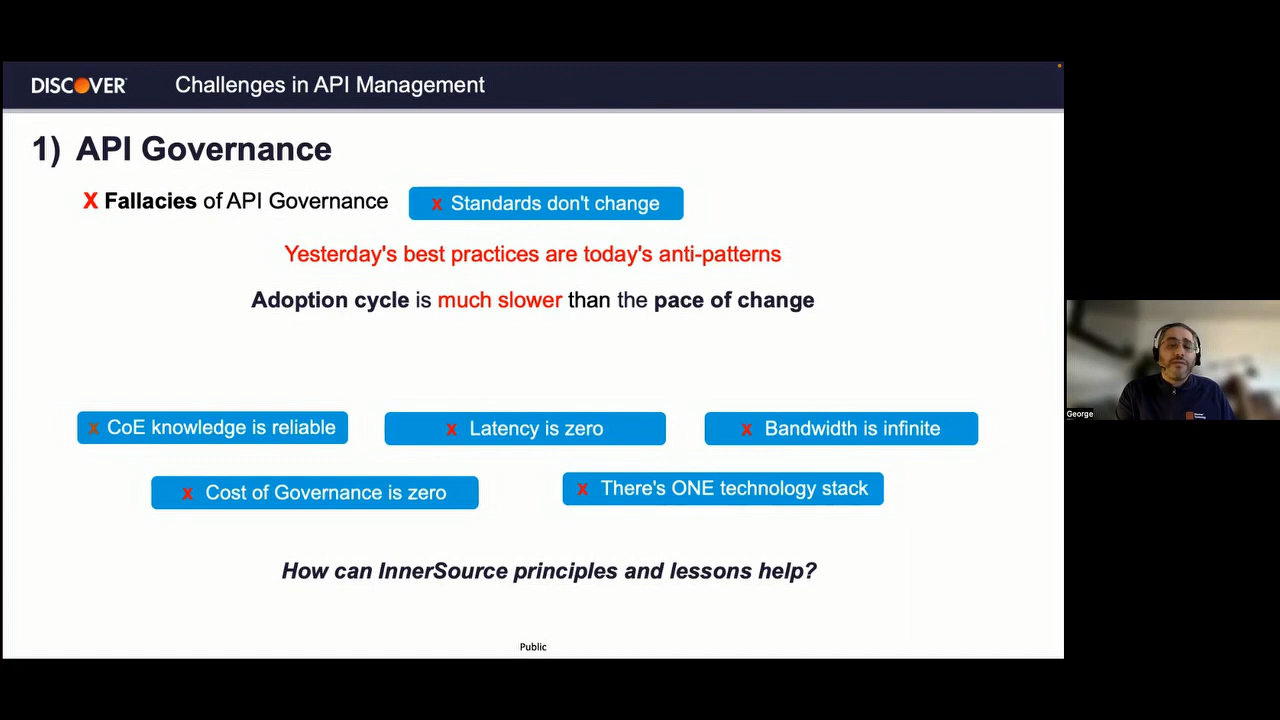 DISCOVER
Challenges in API Management
1) API Governance
X Fallacies of API Governance
x Standards don't change
Yesterday's best practices are today's anti-patterns
Adoption cycle is much slower than the pace of change
x CoE knowledge is reliable
x Latency is zero
x Bandwidth is infinite
x Cost of Governance is zero
x There's ONE technology stack
How can InnerSource principles and lessons help?
Public
George